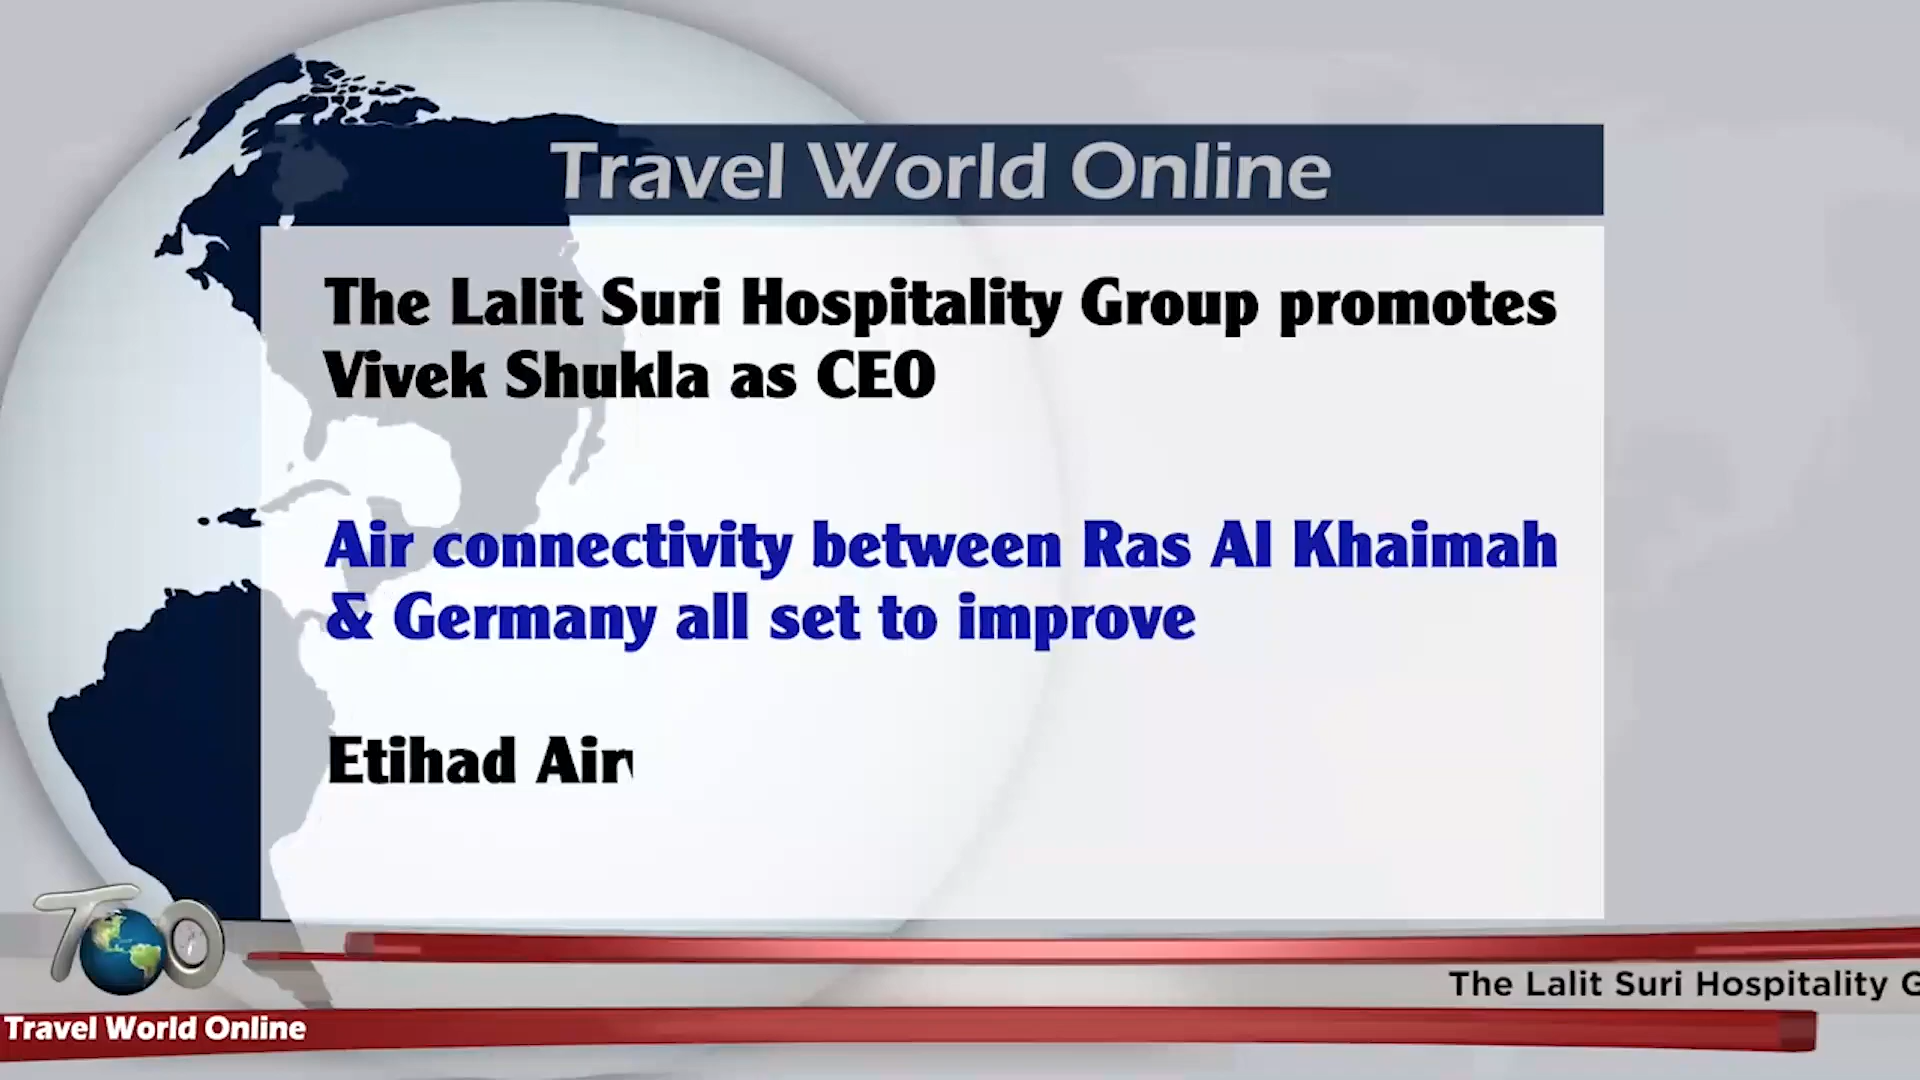 Travel World Online
The Lalit Suri Hospitality Group promotes
Vivek Shukla as CEO
Air connectivity between Ras Al Khaimah
& Germany all set to improve
Etihad Air
The Lalit Suri Hospitality G
Travel World Online